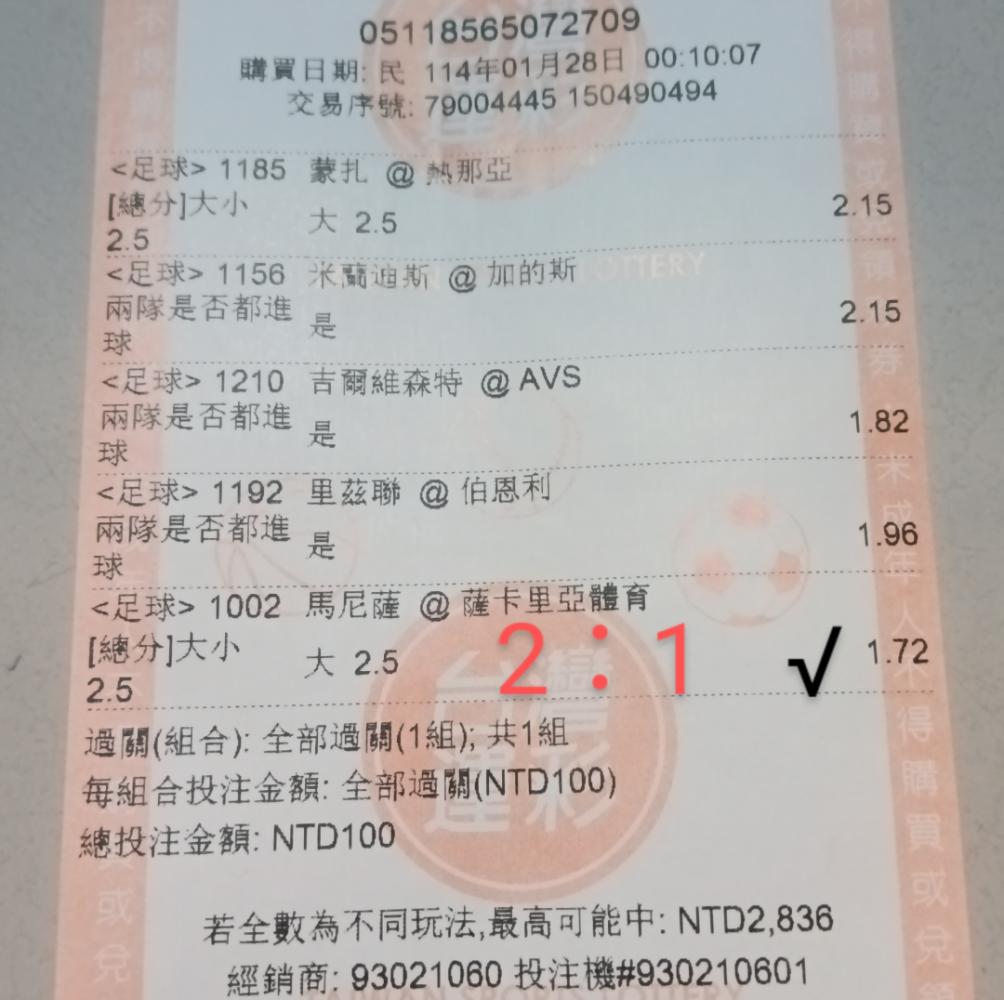 05118565072709
購買日期: 民 114年01月28日 00:10:07
交易序號: 79004445 150490494
<足球> 1185 蒙扎 @ 熱那亞
[總分]大小 2.5 大 2.5 2.15
<足球> 1156 米蘭迪斯 @ 加的斯
兩隊是否都進球 是 2.15
<足球> 1210 吉爾維森特 @ AVS
兩隊是否都進球 是 1.82
<足球> 1192 里茲聯 @ 伯恩利
兩隊是否都進球 是 1.96
<足球> 1002 馬尼薩 @ 薩卡里亞體育
[總分]大小 2.5 大 2.5 2：1 √ 1.72
過關(組合): 全部過關(1組); 共1組
每組合投注金額: 全部過關(NTD100)
總投注金額: NTD100
台灣運彩
若全數為不同玩法,最高可能中: NTD2,836
經銷商: 93021060 投注機#930210601